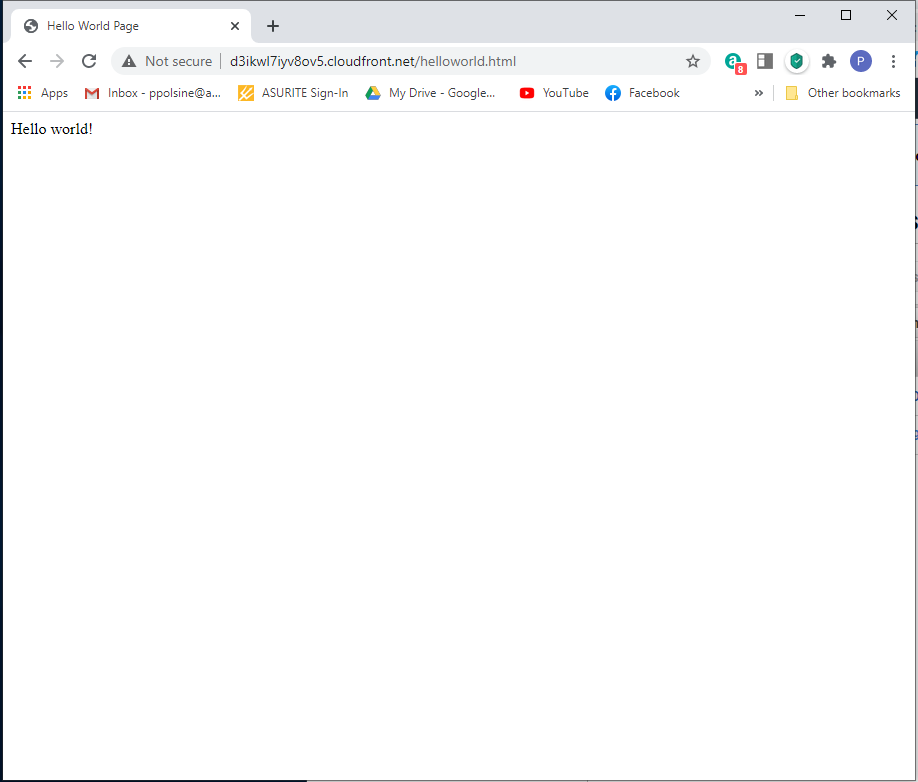 Hello World Page
Not secure d3ikwl7iyv8ov5.cloudfront.net/helloworld.html
a 8 P
Apps Inbox - ppolsine@a... ASURITE Sign-In My Drive - Google... YouTube Facebook » Other bookmarks
Hello world!